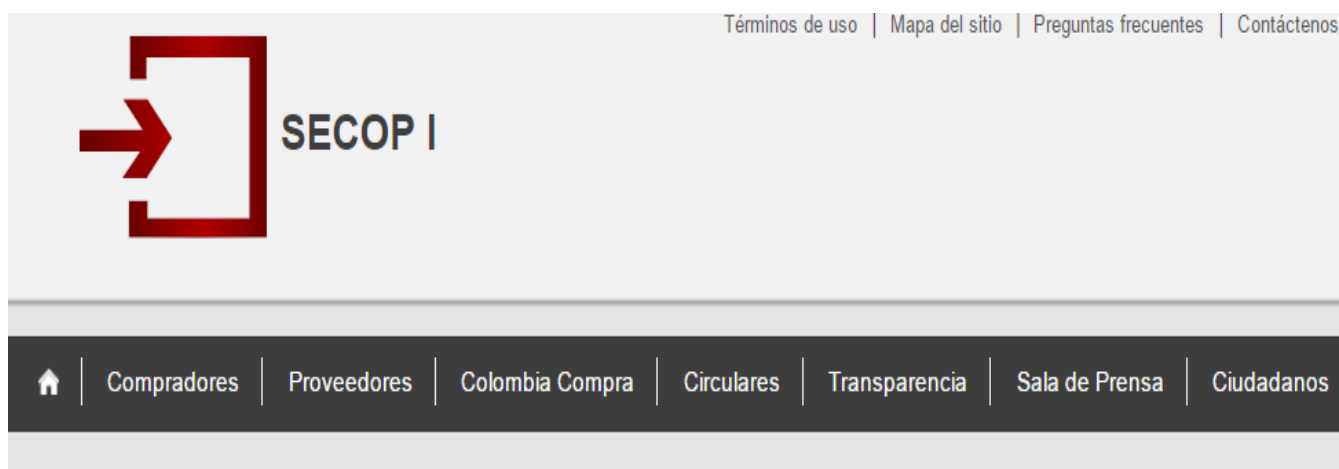 Términos de uso | Mapa del sitio | Preguntas frecuentes | Contáctenos
SECOP I
Compradores | Proveedores | Colombia Compra | Circulares | Transparencia | Sala de Prensa | Ciudadanos